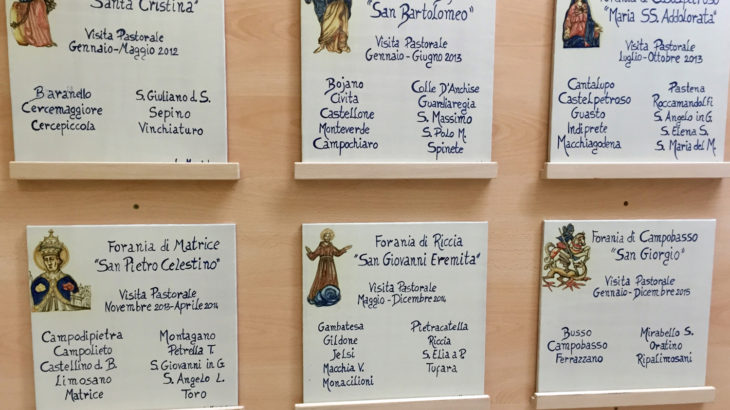 "Santa Cristina"
Visita Pastorale
Gennaio-Maggio 2012
Baranello S. Giuliano d. S.
Cercemaggiore Sepino
Cercepiccola Vinchiaturo
"San Bartolomeo"
Visita Pastorale
Gennaio-Giugno 2013
Bojano Colle D'Anchise
Civita Guardiaregia
Castellone S. Massimo
Monteverde S. Polo M.
Campochiaro Spinete
Forania di Castelpetroso
"Maria SS. Addolorata"
Visita Pastorale
Luglio-Ottobre 2013
Cantalupo Pastena
Castelpetroso Roccamandolfi
Guasto S. Angelo in G.
Indiprete S. Elena S.
Macchiagodena S. Maria del M.
Forania di Matrice
"San Pietro Celestino"
Visita Pastorale
Novembre 2013-Aprile 2014
Campodipietra Montagano
Campolieto Petrella T.
Castellino d. B. S. Giovanni in G
Limosano S. Angelo L.
Matrice Toro
Forania di Riccia
"San Giovanni Eremita"
Visita Pastorale
Maggio-Dicembre 2014
Gambatesa Pietracatella
Gildone Riccia
Jelsi S. Elia a P.
Macchia V. Tufara
Monacilioni
Forania di Campobasso
"San Giorgio"
Visita Pastorale
Gennaio-Dicembre 2015
Busso Mirabello S.
Campobasso Oratino
Ferrazzano Ripalimosani